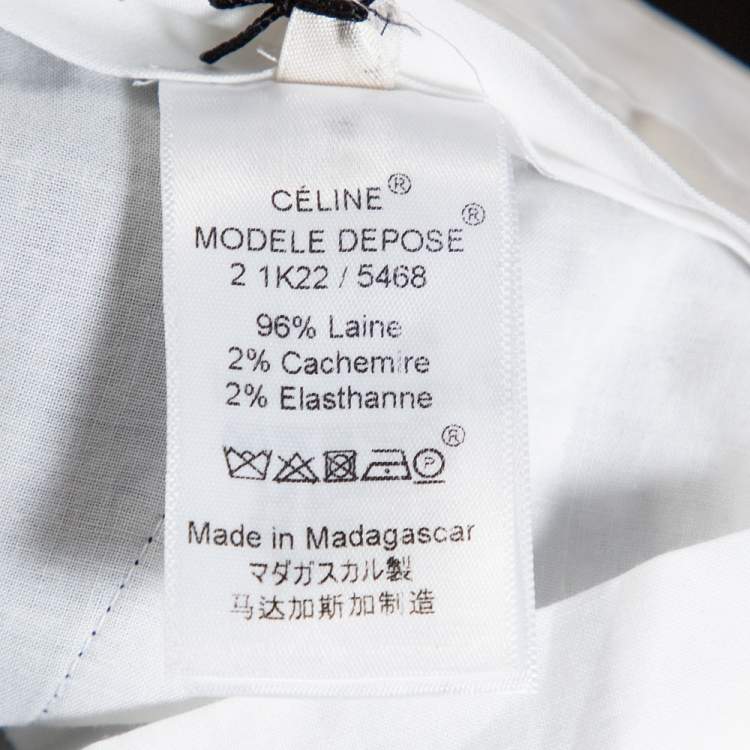 CÉLINE®
MODELE DEPOSE®
2 1K22 / 5468
96% Laine
2% Cachemire
2% Elasthanne
P ®
Made in Madagascar
マダガスカル製
马达加斯加制造